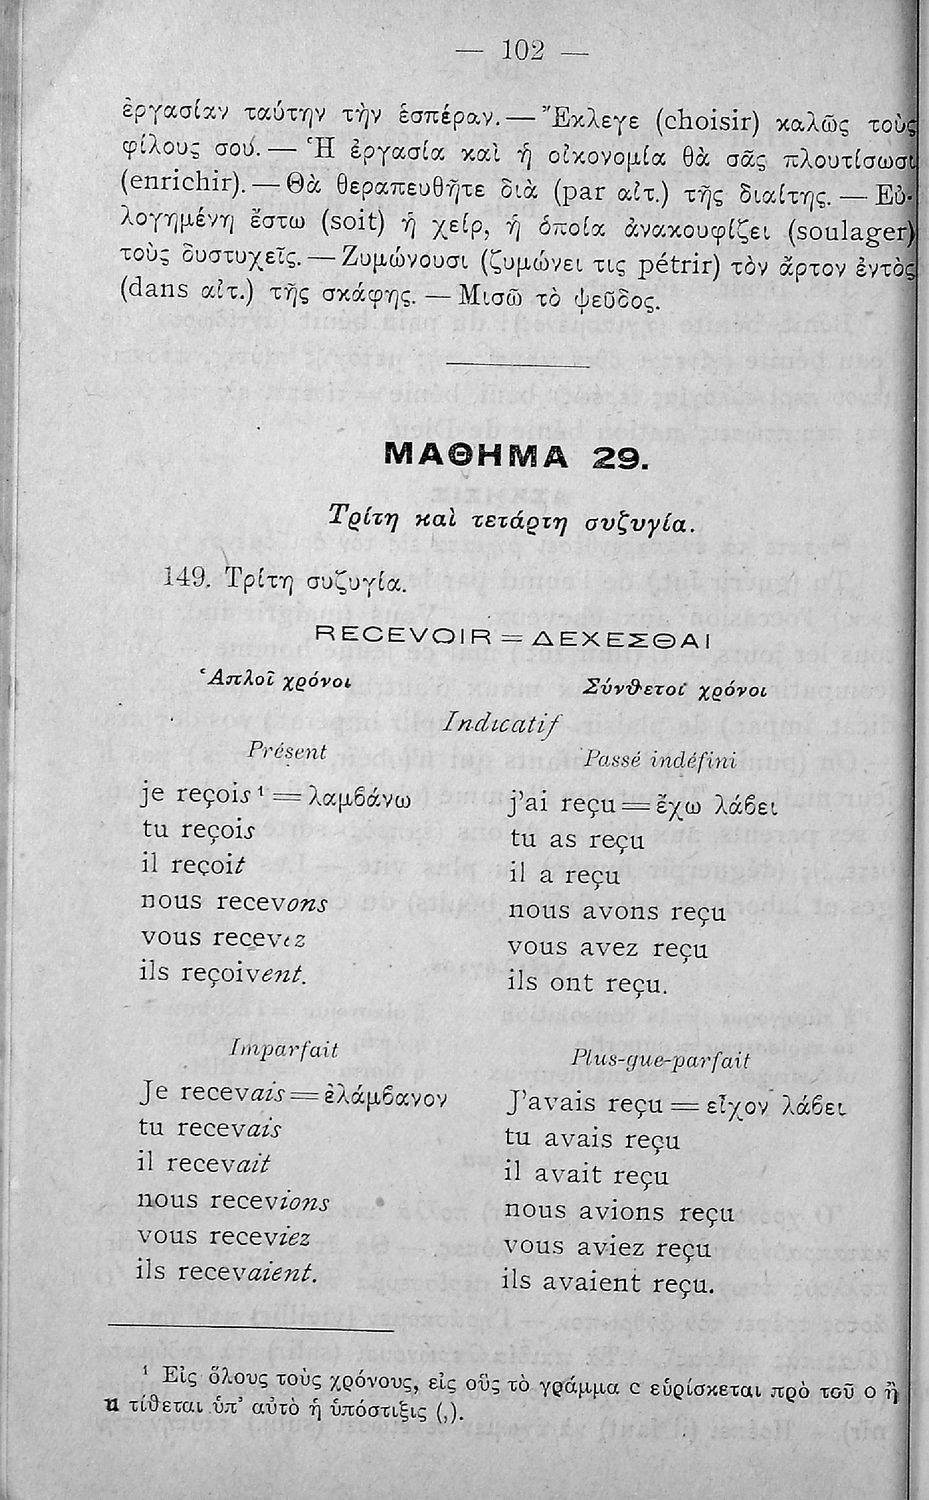 — 102 —
ἐργασίαν ταύτην τὴν ἑσπέραν.— Ἔκλεγε (choisir) καλῶς τοὺς
φίλους σου.— Ἡ ἐργασία καὶ ἡ οἰκονομία θὰ σᾶς πλουτίσωσι
(enrichir).— Θὰ θεραπευθῆτε διὰ (par αἰτ.) τῆς διαίτης.— Εὐ-
λογημένη ἔστω (soit) ἡ χείρ, ἡ ὁποία ἀνακουφίζει (soulager)
τοὺς δυστυχεῖς.— Ζυμώνουσι (ζυμώνει τις pétrir) τὸν ἄρτον ἐντὸς
(dans αἰτ.) τῆς σκάφης.— Μισῶ τὸ ψεῦδος.
ΜΑΘΗΜΑ 29.
Τρίτη καὶ τετάρτη συζυγία.
149. Τρίτη συζυγία.
RECEVOIR = ΔΕΧΕΣΘΑΙ
Ἁπλοῖ χρόνοι
Σύνθετοι χρόνοι
Indicatif
Présent
Passé indéfini
je reçois ¹ = λαμβάνω
j'ai reçu = ἔχω λάβει
tu reçois
tu as reçu
il reçoit
il a reçu
nous recevons
nous avons reçu
vous recevez
vous avez reçu
ils reçoivent.
ils ont reçu.
Imparfait
Plus-que-parfait
Je recevais = ἐλάμβανον
J'avais reçu = εἶχον λάβει
tu recevais
tu avais reçu
il recevait
il avait reçu
nous recevions
nous avions reçu
vous receviez
vous aviez reçu
ils recevaient.
ils avaient reçu.
¹ Εἰς ὅλους τοὺς χρόνους, εἰς οὓς τὸ γράμμα c εὑρίσκεται πρὸ τοῦ ο ἢ
u τίθεται ὑπ' αὐτὸ ἡ ὑπόστιξις (,).